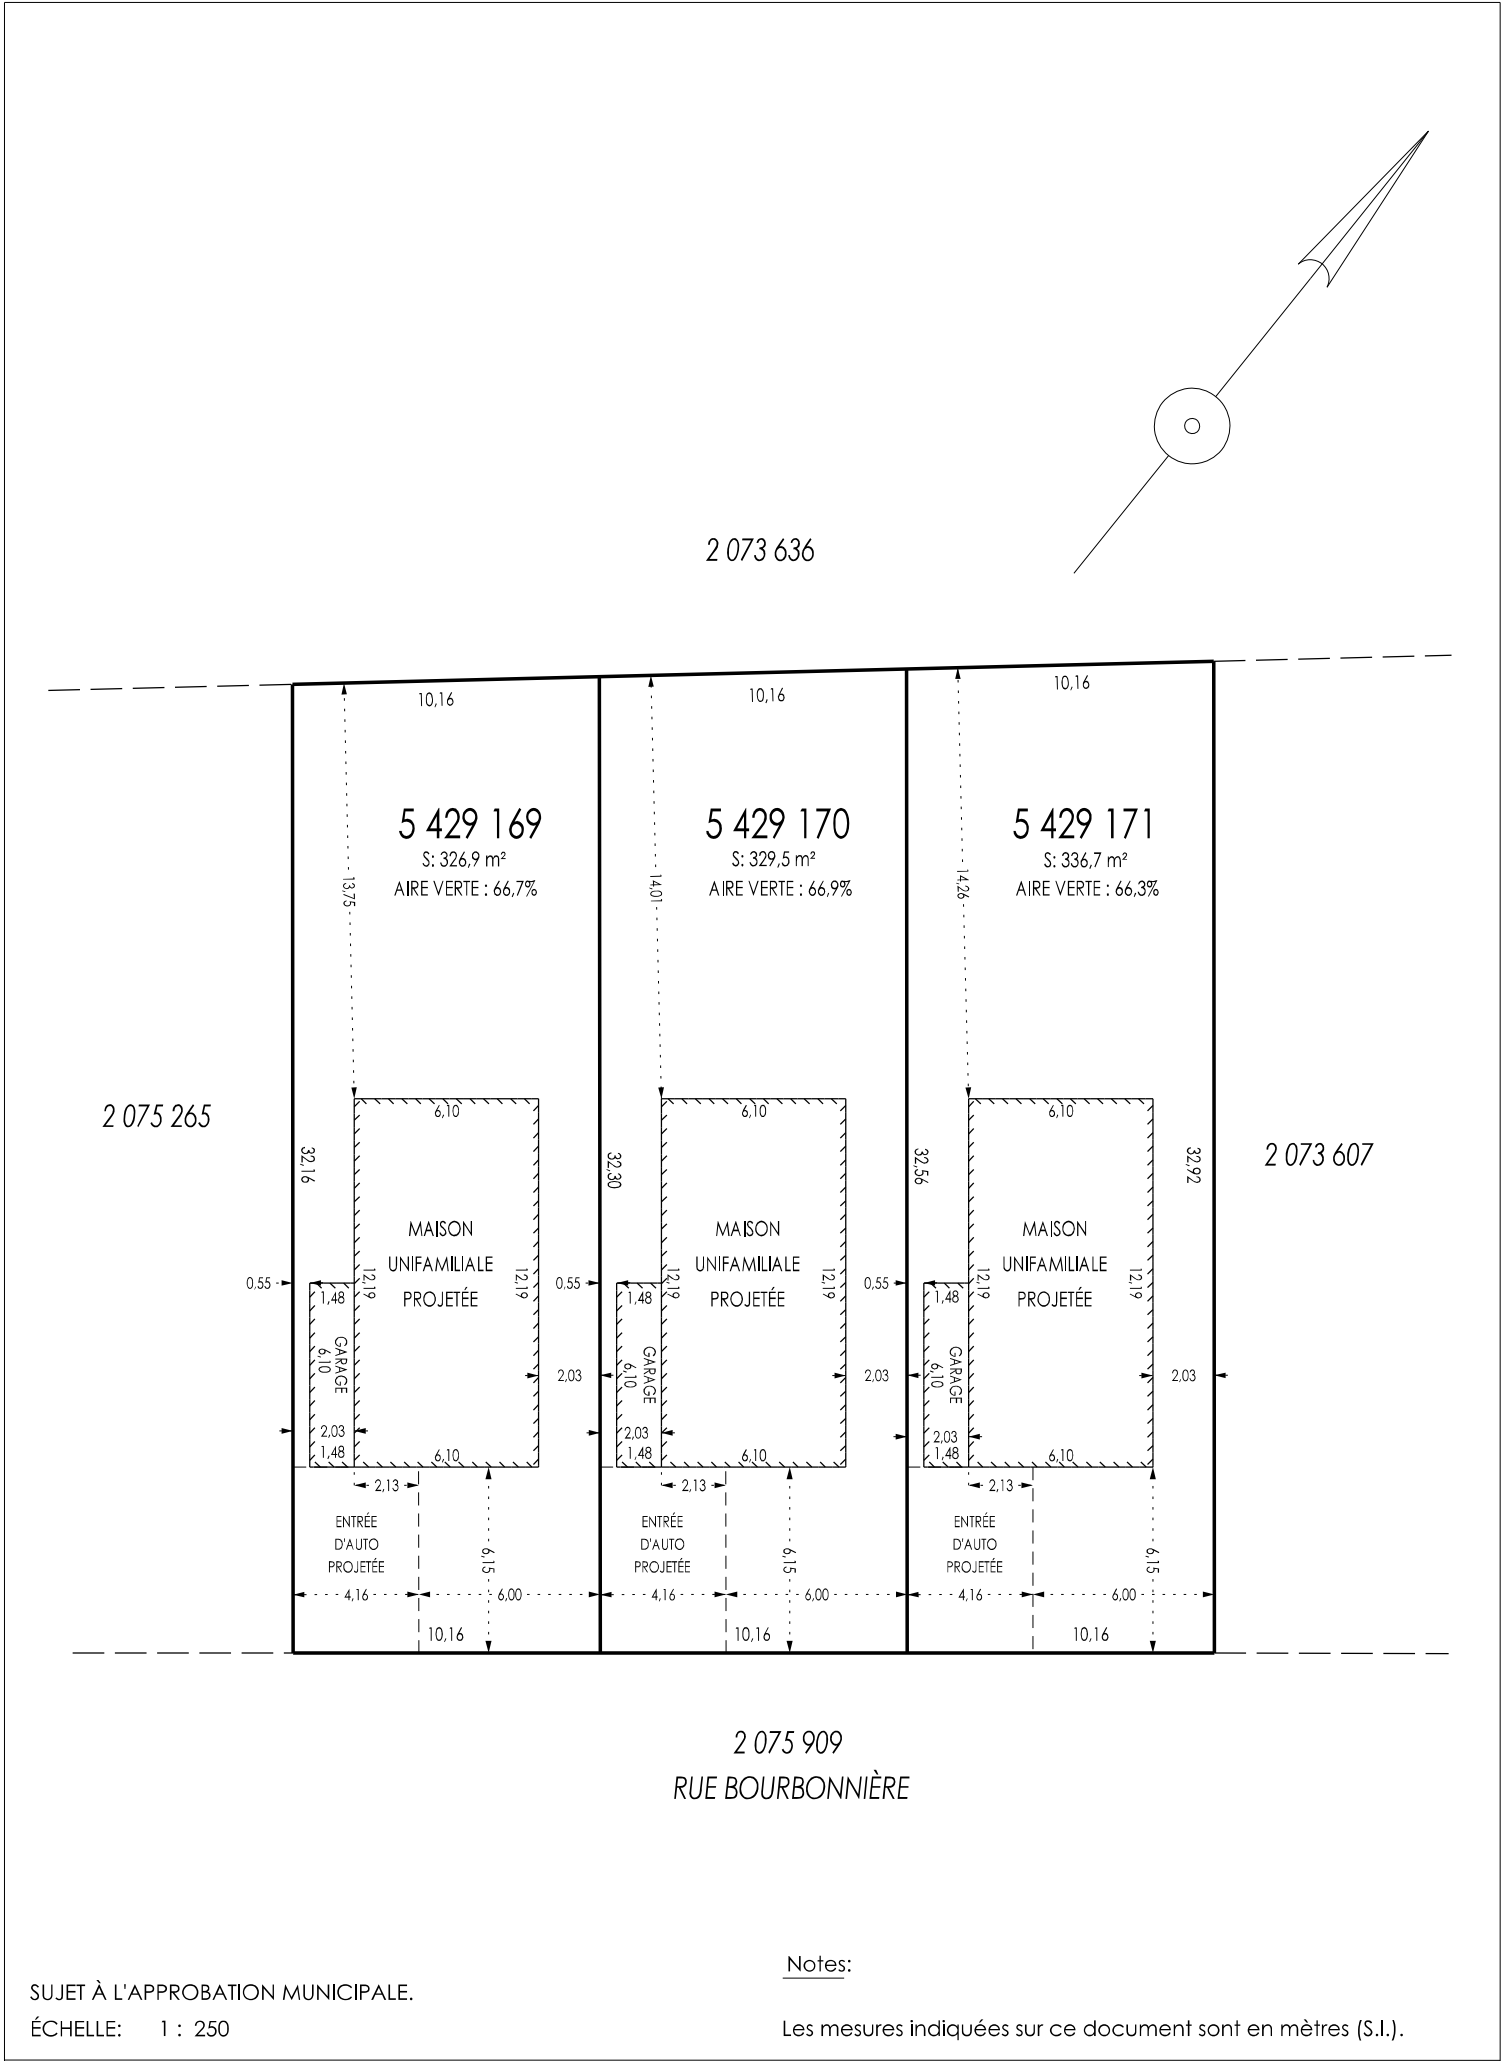 2 073 636
10,16
10,16
10,16
5 429 169
S: 326,9 m²
AIRE VERTE : 66,7%
5 429 170
S: 329,5 m²
AIRE VERTE : 66,9%
5 429 171
S: 336,7 m²
AIRE VERTE : 66,3%
13,75
14,01
14,26
2 075 265
2 073 607
32,16
32,30
32,56
32,92
6,10
MAISON
UNIFAMILIALE
PROJETÉE
12,19
12,19
0,55
1,48
GARAGE
6,10
2,03
2,03
1,48
6,10
2,13
ENTRÉE
D'AUTO
PROJETÉE
6,15
4,16
6,00
10,16
6,10
MAISON
UNIFAMILIALE
PROJETÉE
12,19
12,19
0,55
1,48
GARAGE
6,10
2,03
2,03
1,48
6,10
2,13
ENTRÉE
D'AUTO
PROJETÉE
6,15
4,16
6,00
10,16
6,10
MAISON
UNIFAMILIALE
PROJETÉE
12,19
12,19
0,55
1,48
GARAGE
6,10
2,03
2,03
1,48
6,10
2,13
ENTRÉE
D'AUTO
PROJETÉE
6,15
4,16
6,00
10,16
2 075 909
RUE BOURBONNIÈRE
SUJET À L'APPROBATION MUNICIPALE.
ÉCHELLE: 1 : 250
Notes:
Les mesures indiquées sur ce document sont en mètres (S.I.).